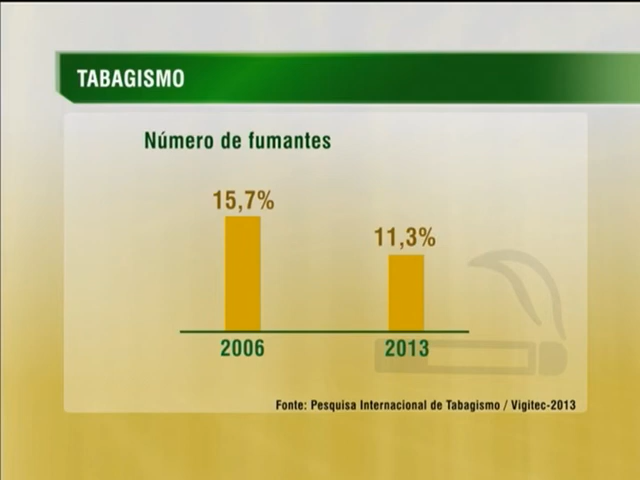 TABAGISMO
Número de fumantes
15,7%
11,3%
2006
2013
Fonte: Pesquisa Internacional de Tabagismo / Vigitec-2013